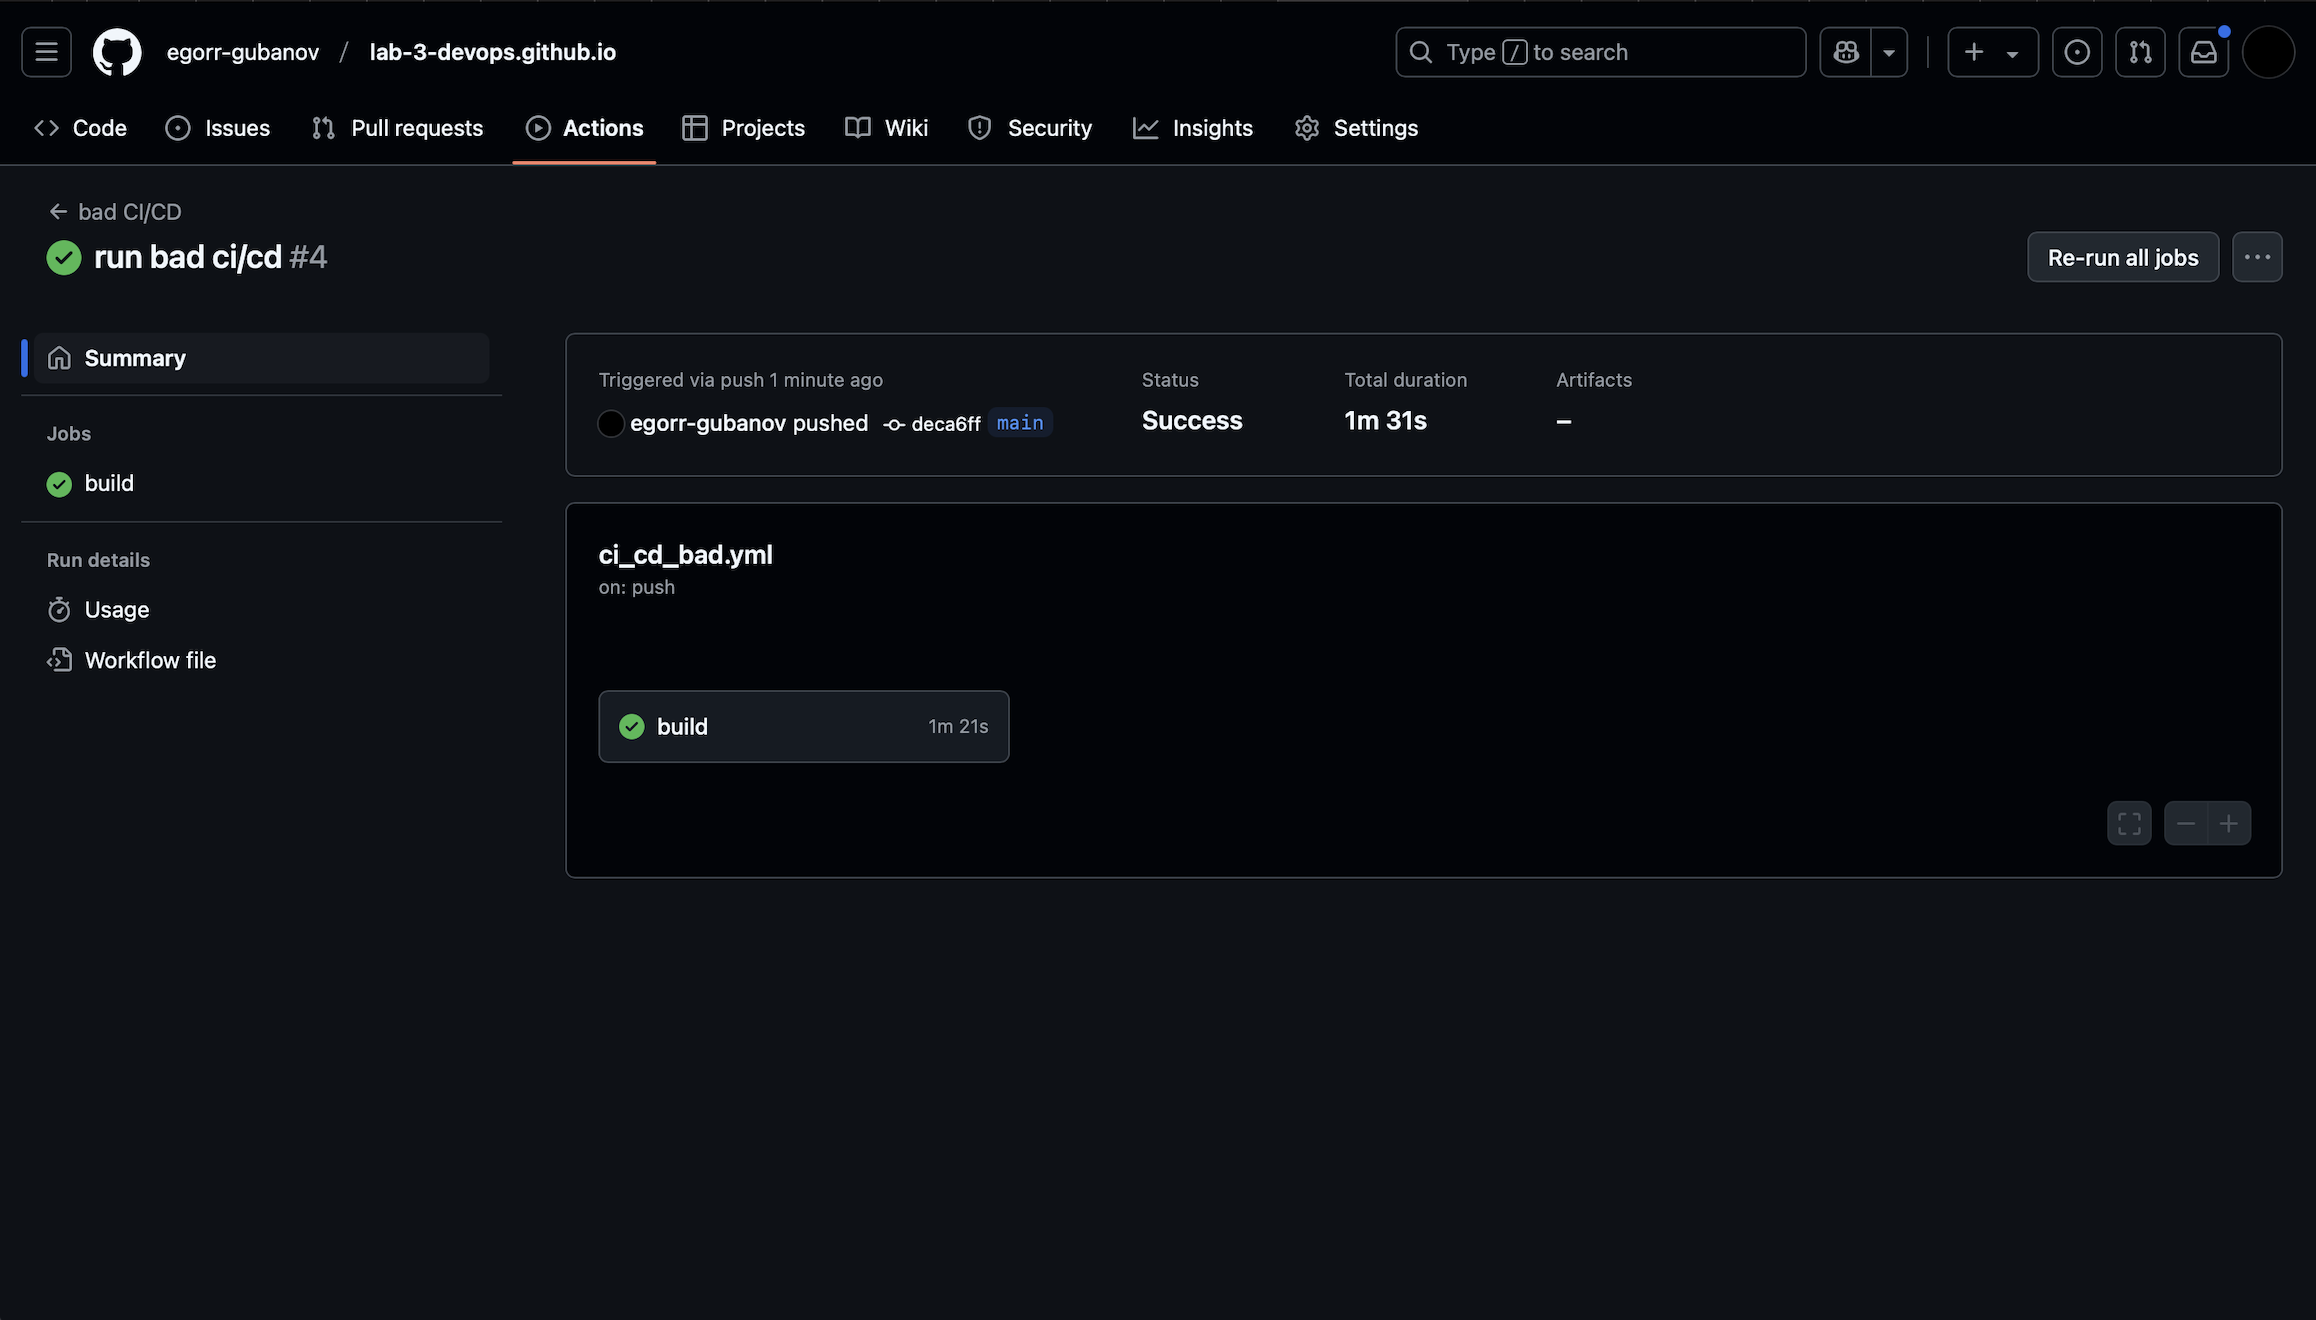 egorr-gubanov / lab-3-devops.github.io
Type / to search
Code Issues Pull requests Actions Projects Wiki Security Insights Settings
bad CI/CD
run bad ci/cd #4
Re-run all jobs
Summary
Jobs
build
Run details
Usage
Workflow file
Triggered via push 1 minute ago
egorr-gubanov pushed deca6ff main
Status
Success
Total duration
1m 31s
Artifacts
–
ci_cd_bad.yml
on: push
build 1m 21s